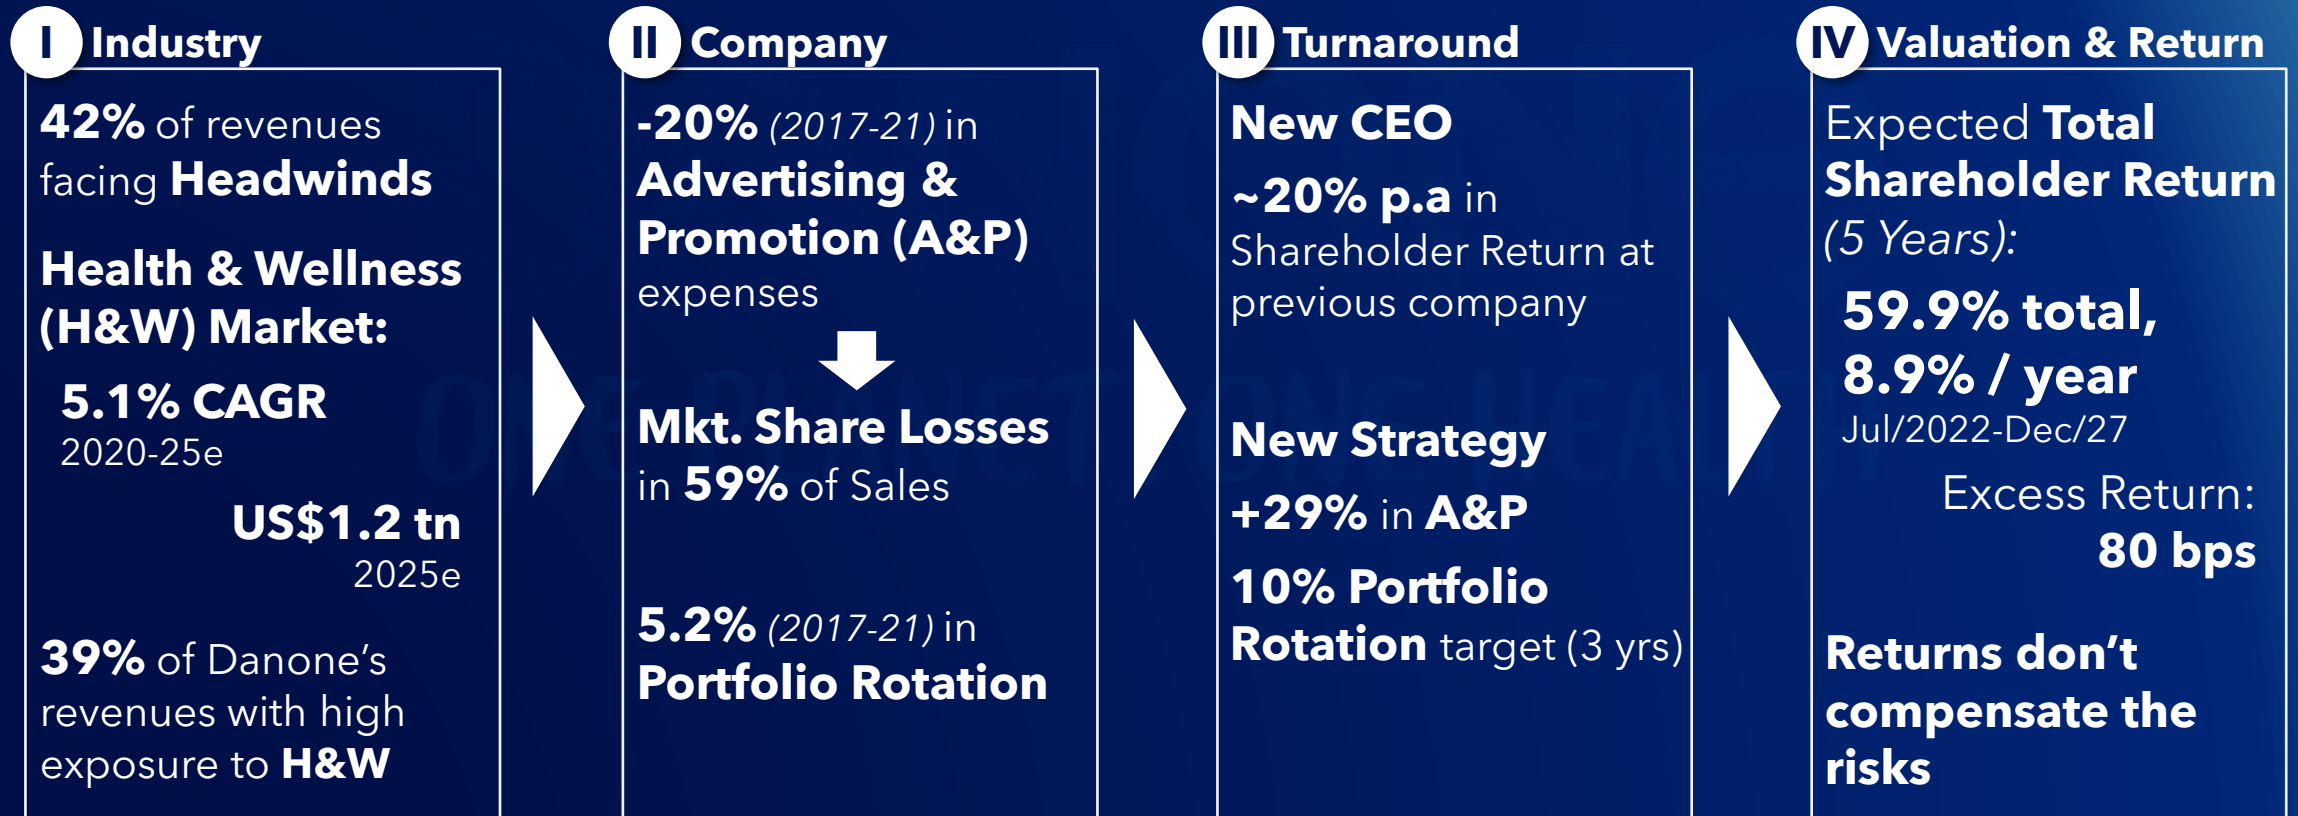 I Industry
42% of revenues
facing Headwinds
Health & Wellness
(H&W) Market:
5.1% CAGR
2020-25e
US$1.2 tn
2025e
39% of Danone's
revenues with high
exposure to H&W
II Company
-20% (2017-21) in
Advertising &
Promotion (A&P)
expenses
Mkt. Share Losses
in 59% of Sales
5.2% (2017-21) in
Portfolio Rotation
III Turnaround
New CEO
~20% p.a in
Shareholder Return at
previous company
New Strategy
+29% in A&P
10% Portfolio
Rotation target (3 yrs)
IV Valuation & Return
Expected Total
Shareholder Return
(5 Years):
59.9% total,
8.9% / year
Jul/2022-Dec/27
Excess Return:
80 bps
Returns don't
compensate the
risks
ONE PLANET ONE HEALTH